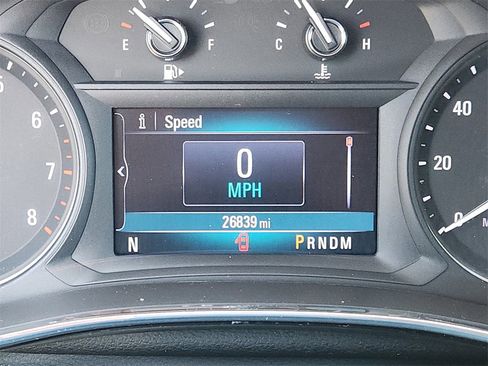 E F
C H
i Speed
0
MPH
26839 mi
N PRNDM
6
7
8
40
20
0